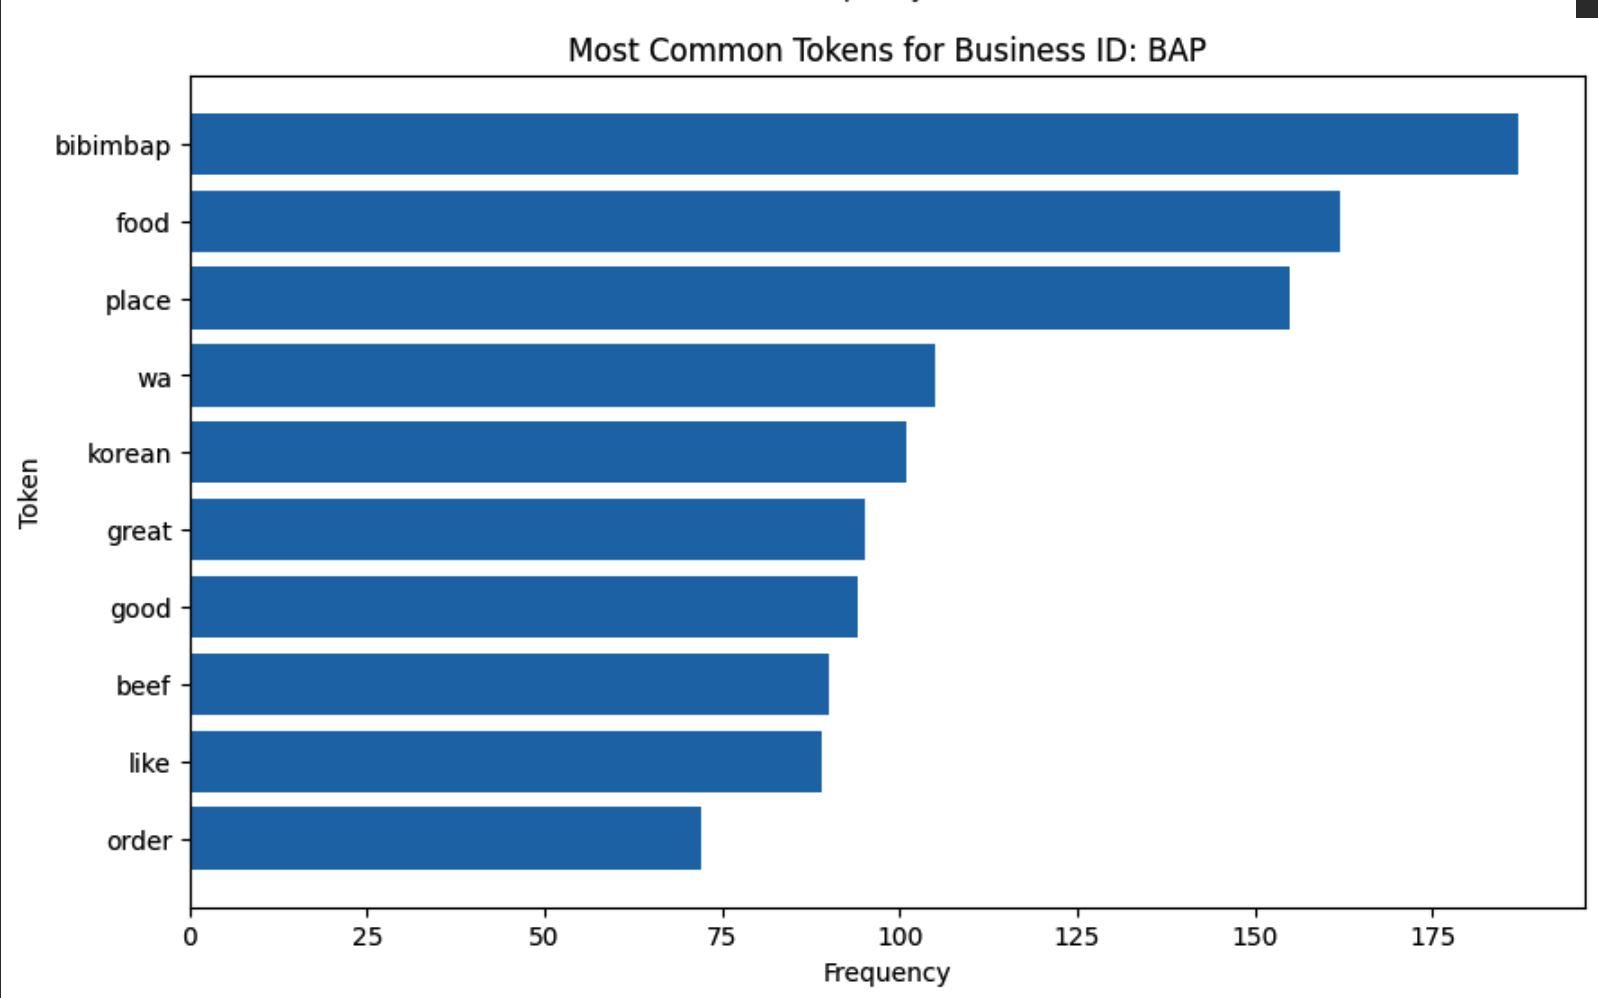 Most Common Tokens for Business ID: BAP
bibimbap
food
place
wa
korean
great
good
beef
like
order
Token
0 25 50 75 100 125 150 175
Frequency